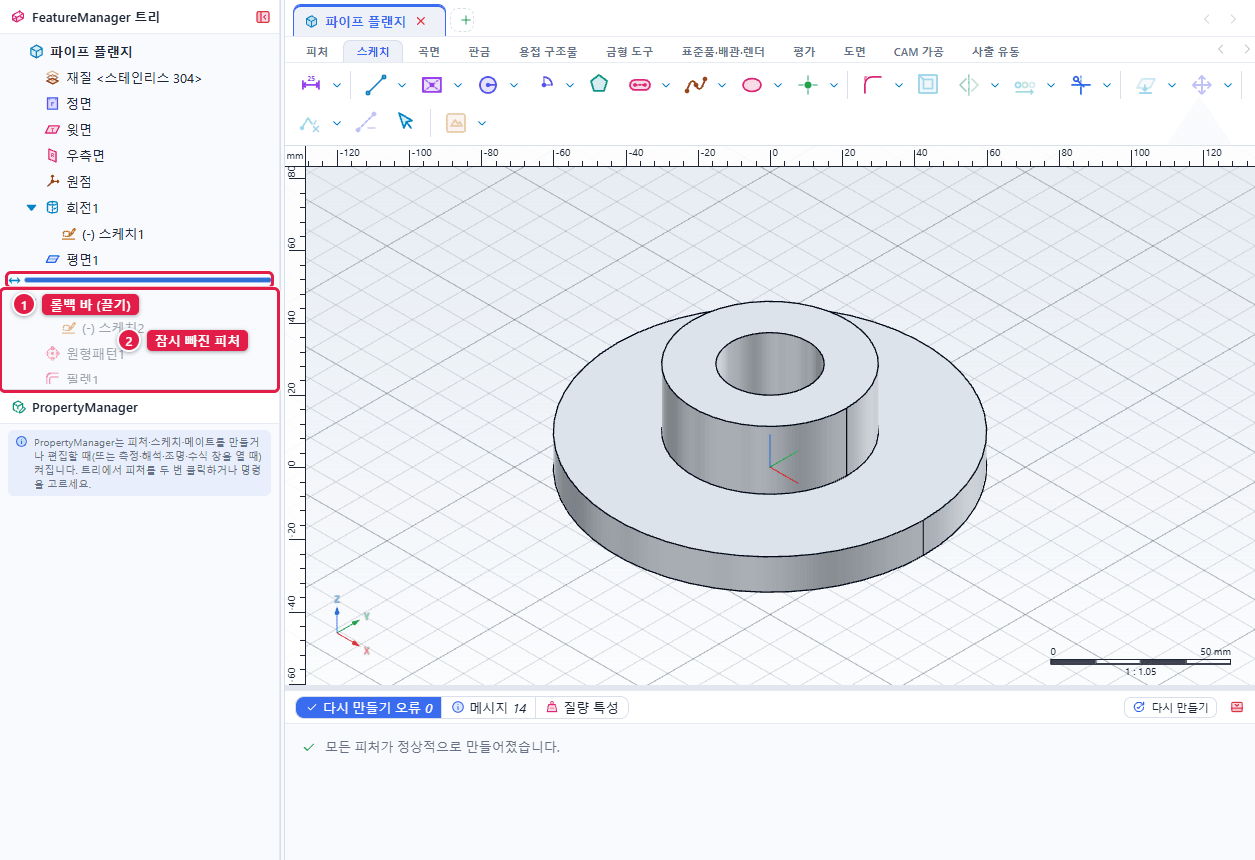 FeatureManager 트리
파이프 플랜지
재질 <스테인리스 304>
정면
윗면
우측면
원점
회전1
(-) 스케치1
평면1
1 롤백 바 (끌기)
(-) 스케치2
2 잠시 빠진 피처
원형패턴1
필렛1
PropertyManager
PropertyManager는 피처·스케치·메이트를 만들거
나 편집할 때(또는 측정·해석·조명·수식 창을 열 때)
켜집니다. 트리에서 피처를 두 번 클릭하거나 명령
을 고르세요.
파이프 플랜지
피처 스케치 곡면 판금 용접 구조물 금형 도구 표준품·배관·렌더 평가 도면 CAM 가공 사출 유동
25
mm -120 -100 -80 -60 -40 -20 0 20 40 60 80 100 120
80
60
40
20
0
-20
-40
-60
Z
Y
X
0 50 mm
1 : 1.05
다시 만들기 오류 0 메시지 14 질량 특성 다시 만들기
모든 피처가 정상적으로 만들어졌습니다.